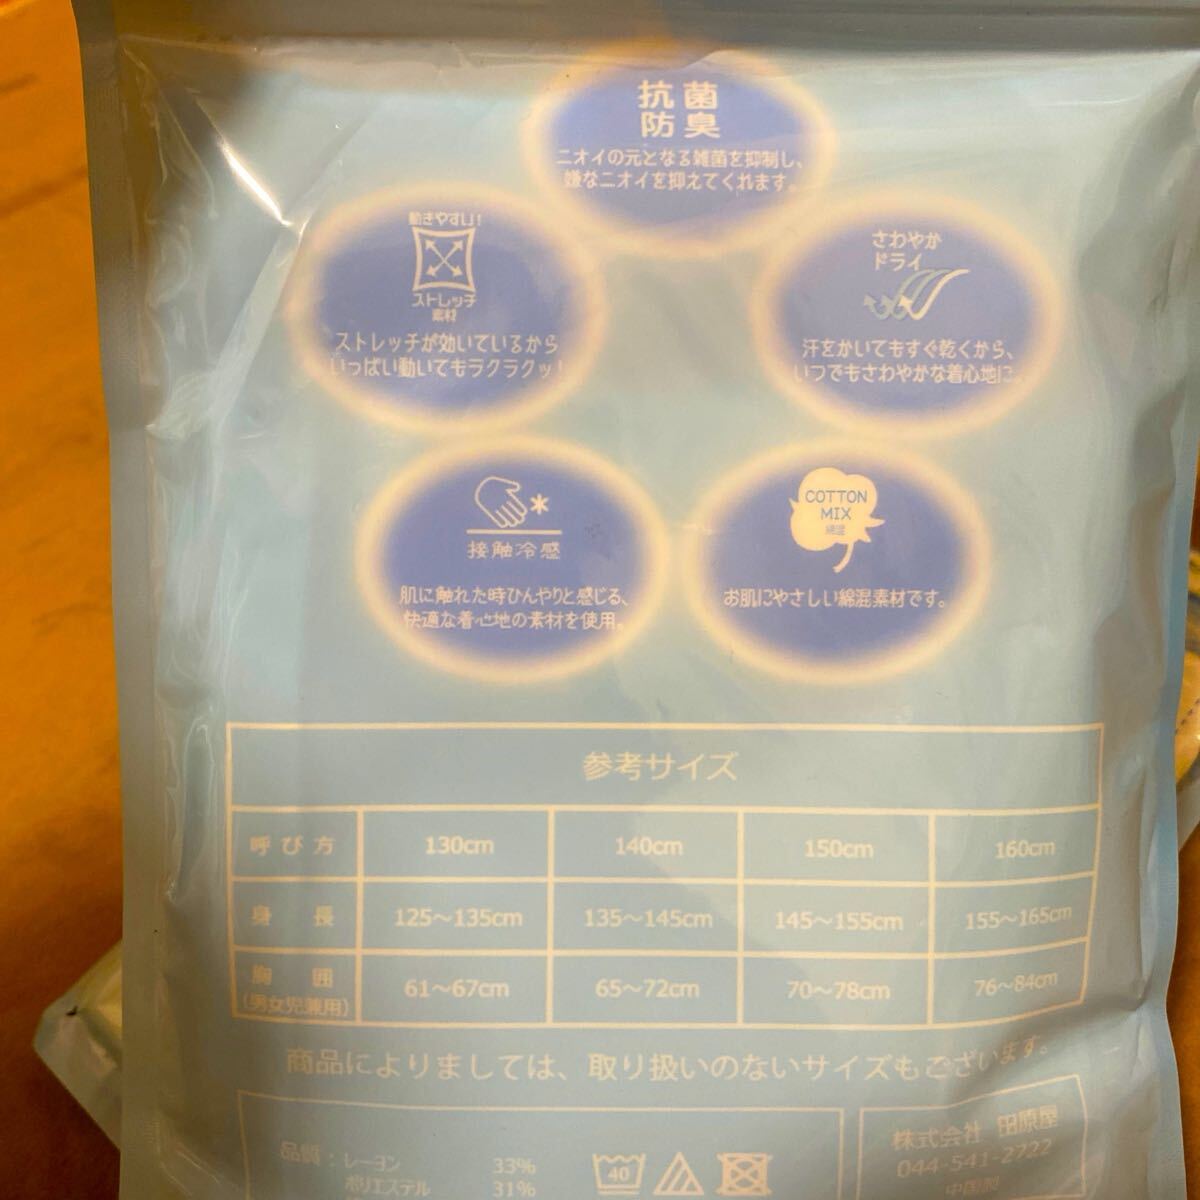 抗菌
防臭
ニオイの元となる雑菌を抑制し、
嫌なニオイを抑えてくれます。
動きやすい!
ストレッチ
素材
ストレッチが効いているから
いっぱい動いてもラクラクッ!
さわやか
ドライ
汗をかいてもすぐ乾くから、
いつでもさわやかな着心地に。
接触冷感
肌に触れた時ひんやりと感じる、
快適な着心地の素材を使用。
COTTON
MIX
綿混
お肌にやさしい綿混素材です。
参考サイズ
呼び方 130cm 140cm 150cm 160cm
身長 125～135cm 135～145cm 145～155cm 155～165cm
胸囲 61～67cm 65～72cm 70～78cm 76～84cm
(男女児兼用)
商品によりましては、取り扱いのないサイズもございます。
品質：レーヨン 33%
ポリエステル 31%
40
株式会社 田原屋
044-541-2722
中国製